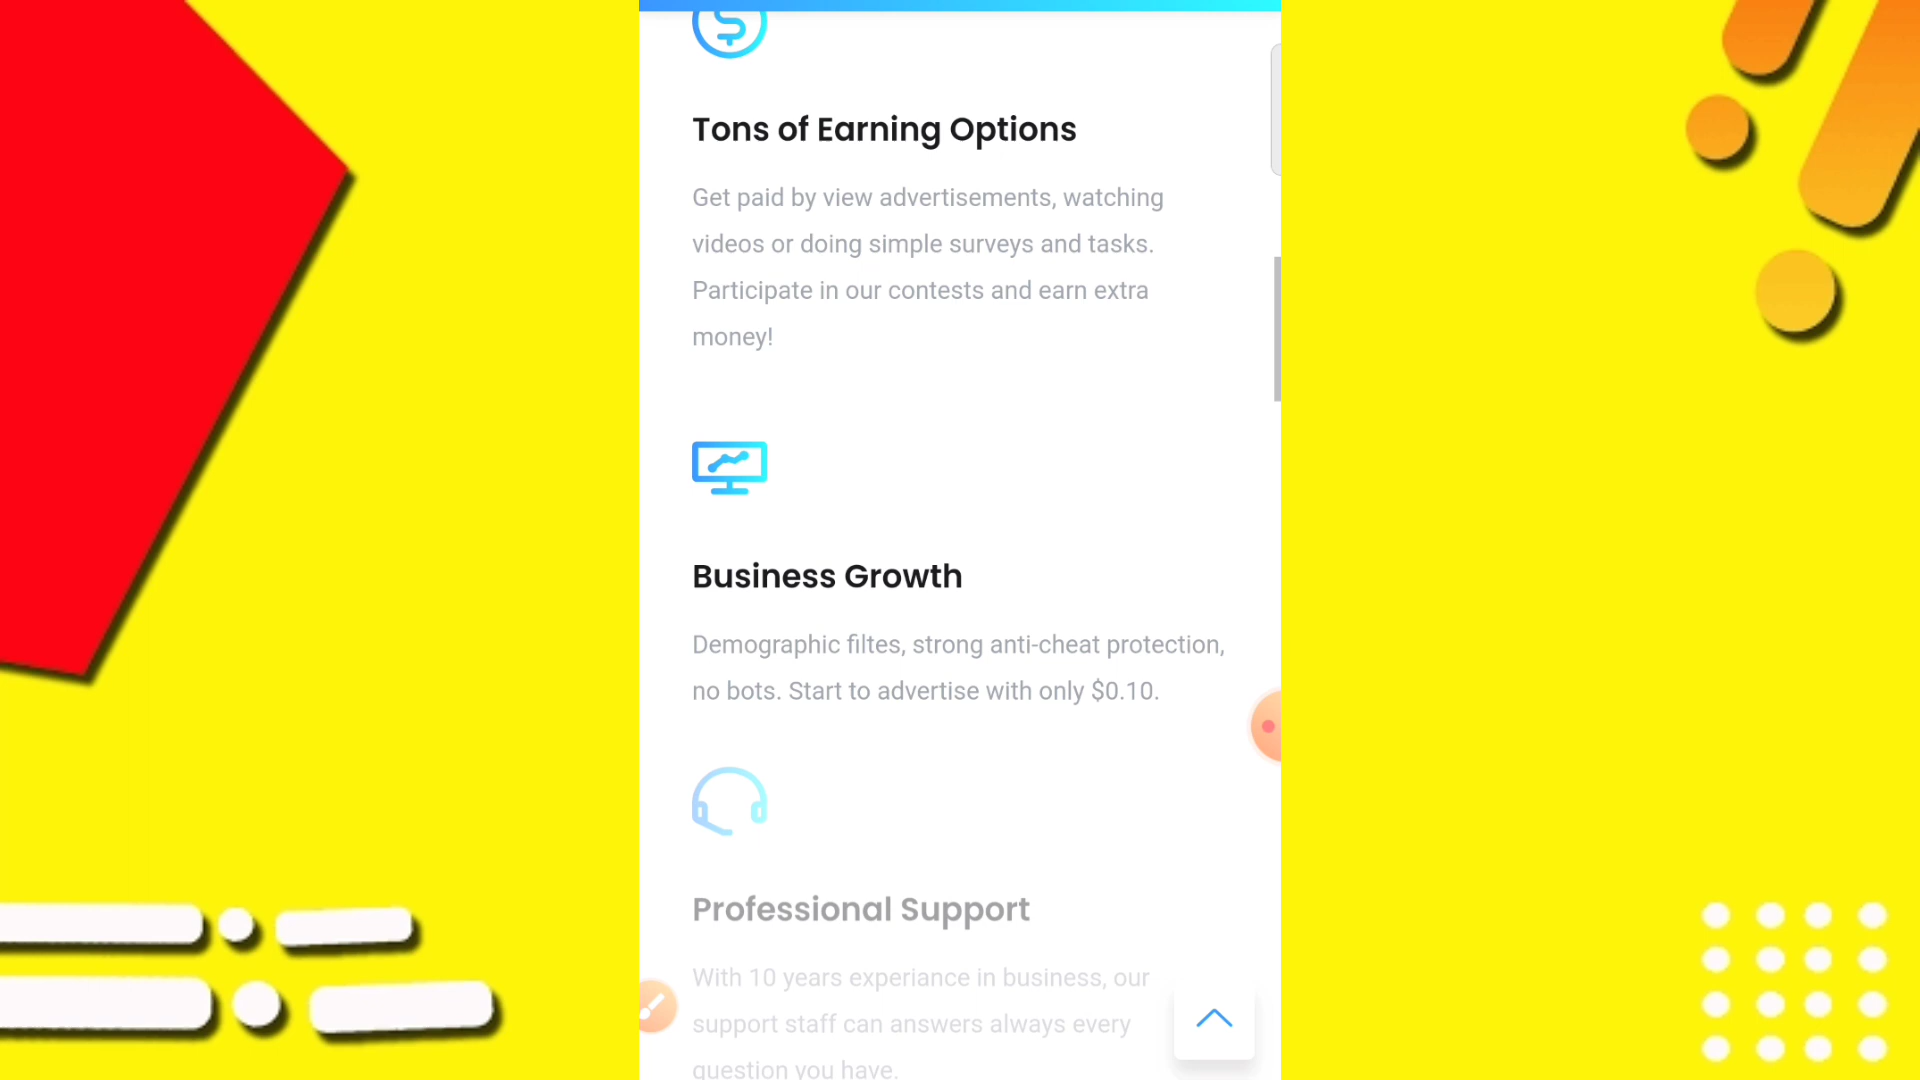 Tons of Earning Options
Get paid by view advertisements, watching
videos or doing simple surveys and tasks.
Participate in our contests and earn extra
money!
Business Growth
Demographic filtes, strong anti-cheat protection,
no bots. Start to advertise with only $0.10.
Professional Support
With 10 years experiance in business, our
support staff can answers always every
question you have.